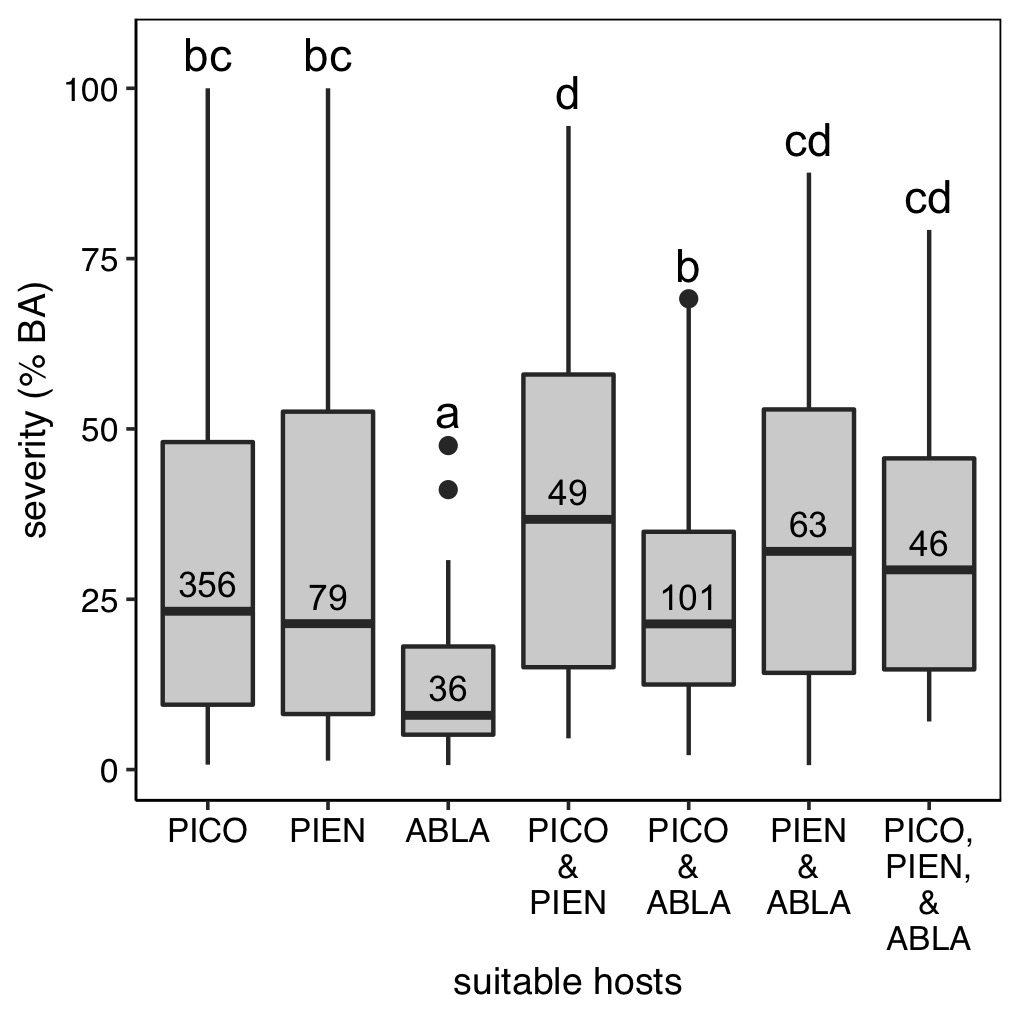 bc bc
d
cd
cd
b
a
100
75
50
25
0
severity (% BA)
356 79 36 49 101 63 46
PICO PIEN ABLA PICO PICO PIEN PICO,
& & & PIEN,
PIEN ABLA ABLA &
ABLA
suitable hosts